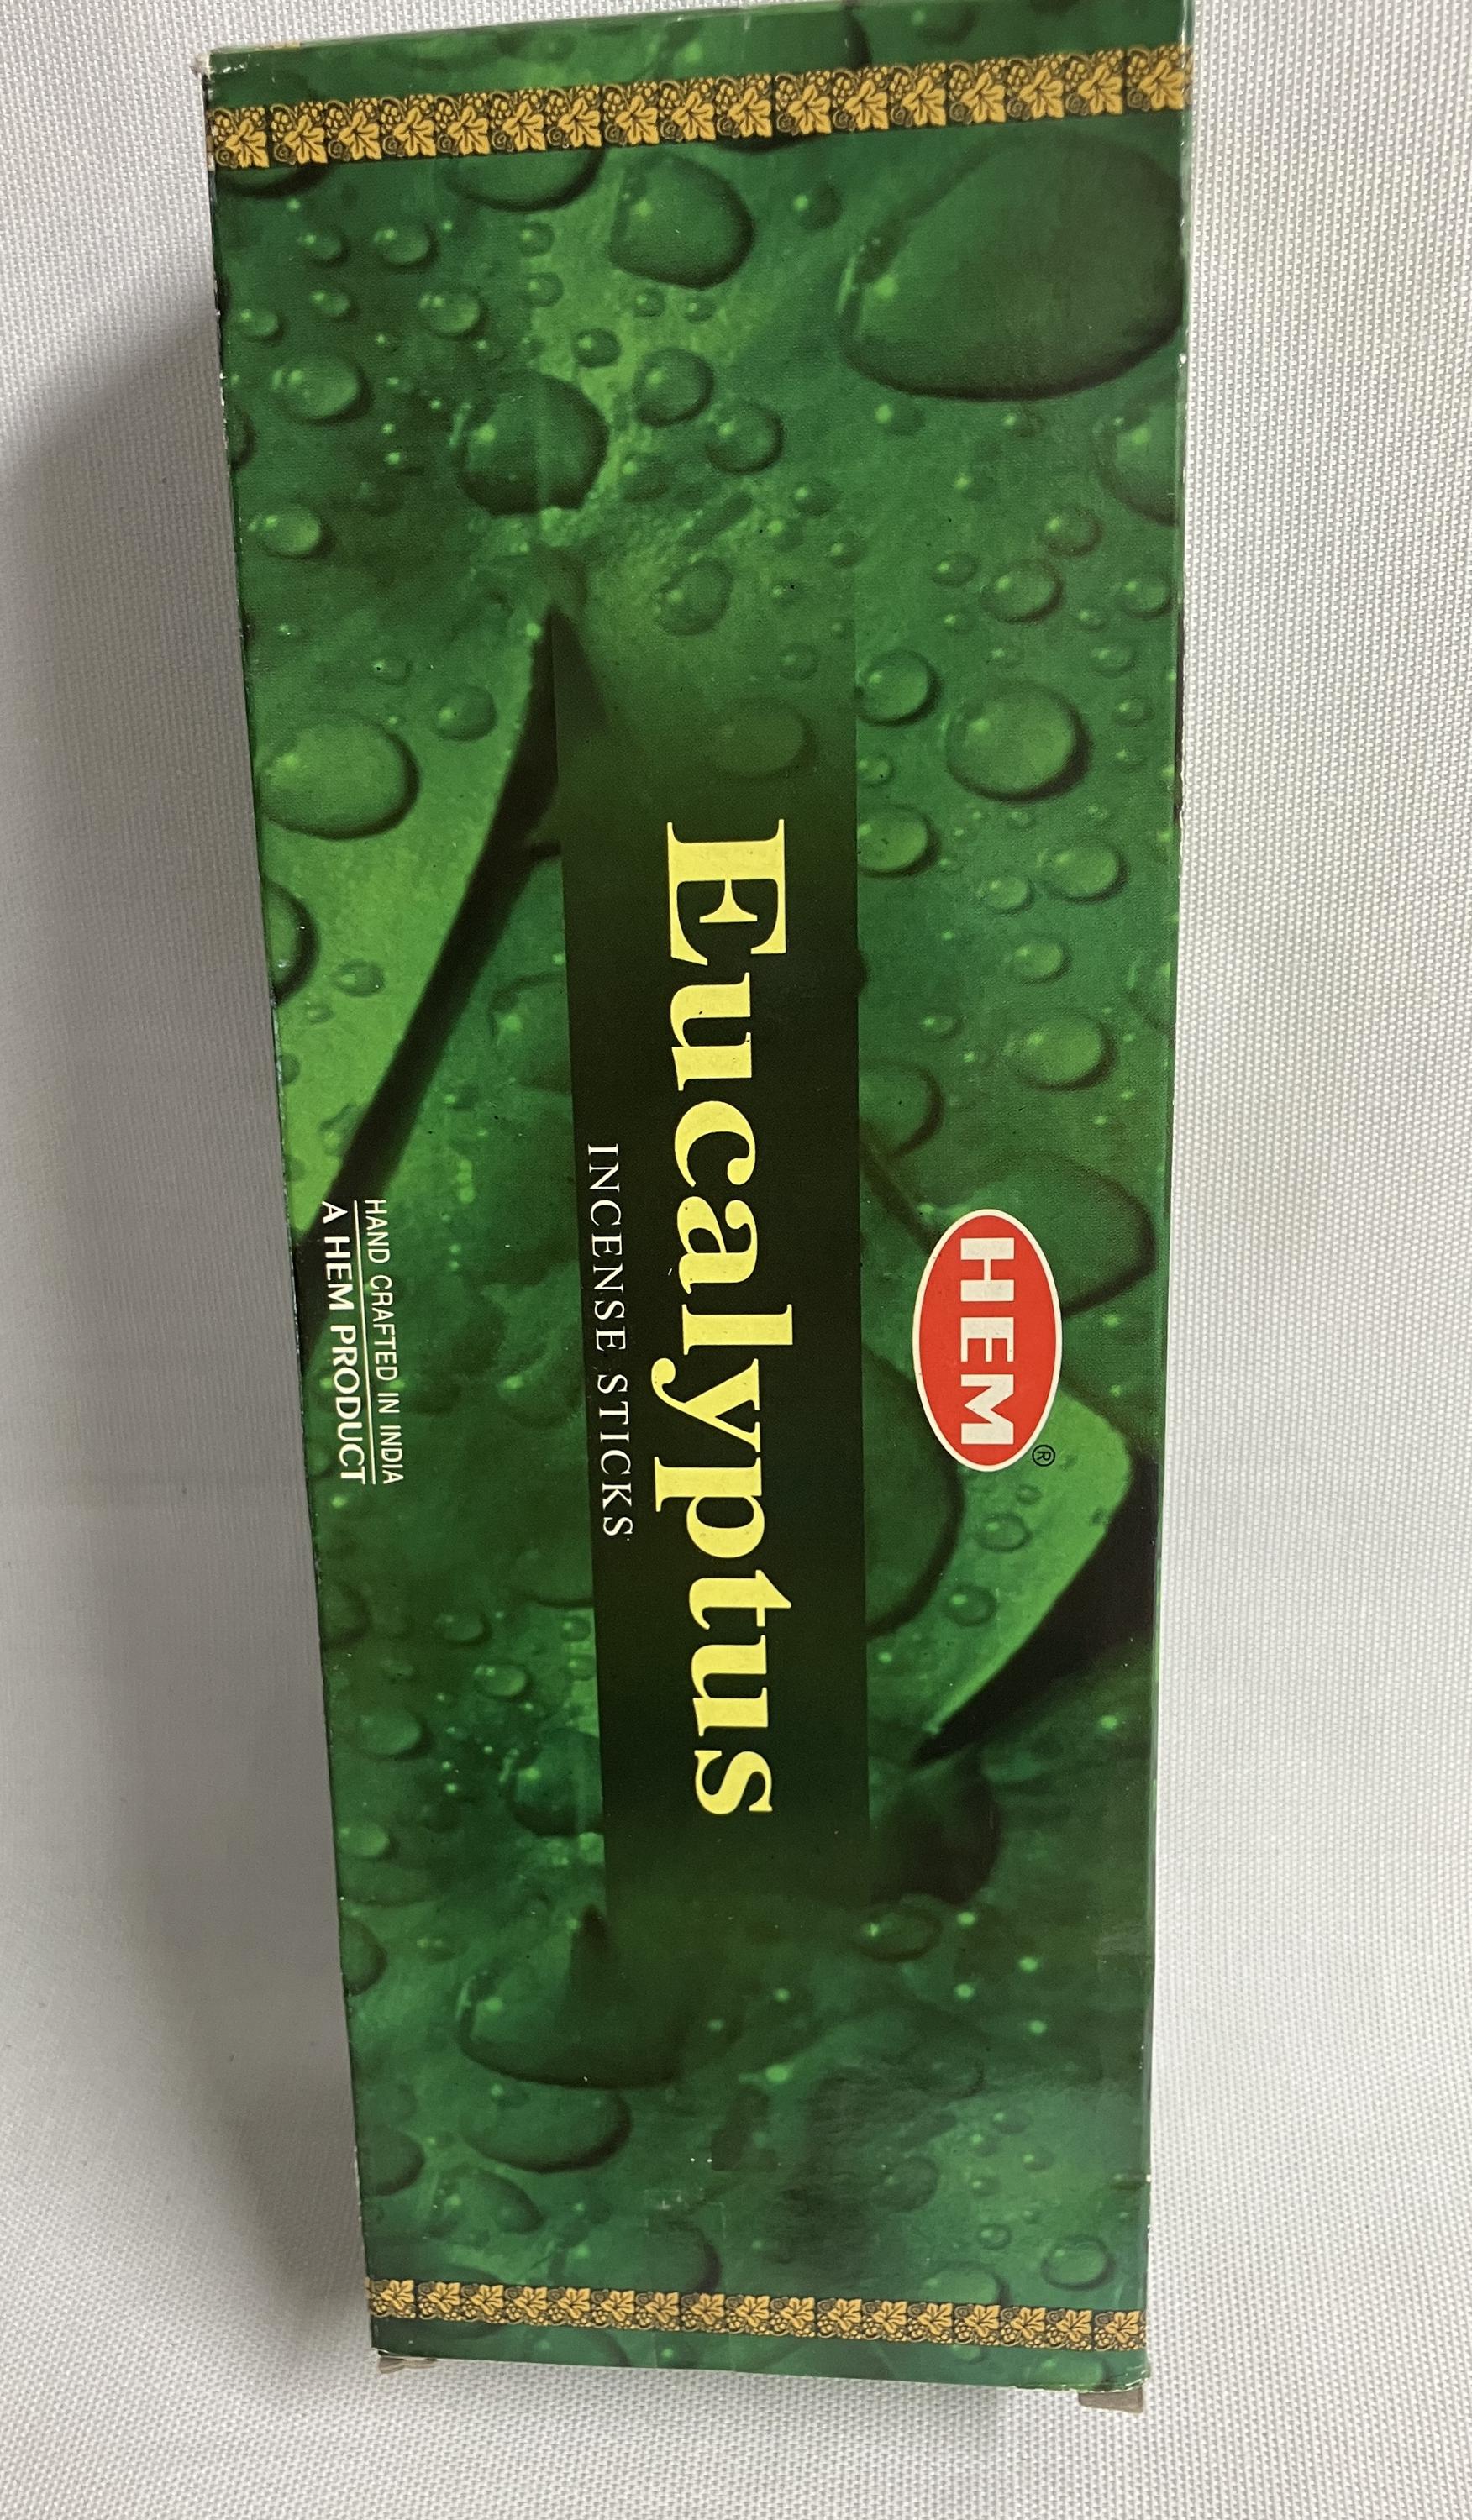 HEM®
Eucalyptus
INCENSE STICKS
HAND CRAFTED IN INDIA
A HEM PRODUCT